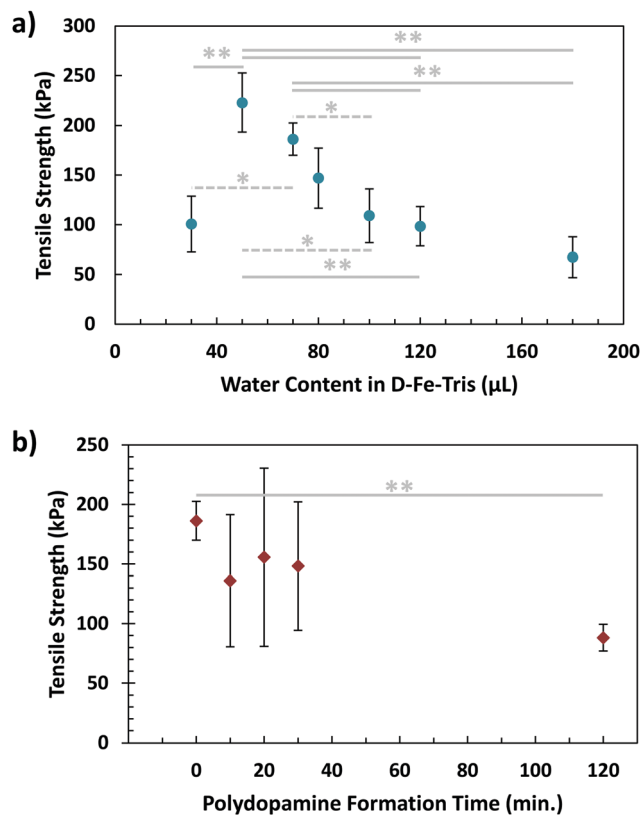 a)
300
250
200
150
100
50
0
Tensile Strength (kPa)
**
**
**
*
*
*
**
0 40 80 120 160 200
Water Content in D-Fe-Tris (µL)
b)
250
200
150
100
50
0
Tensile Strength (kPa)
**
0 20 40 60 80 100 120
Polydopamine Formation Time (min.)